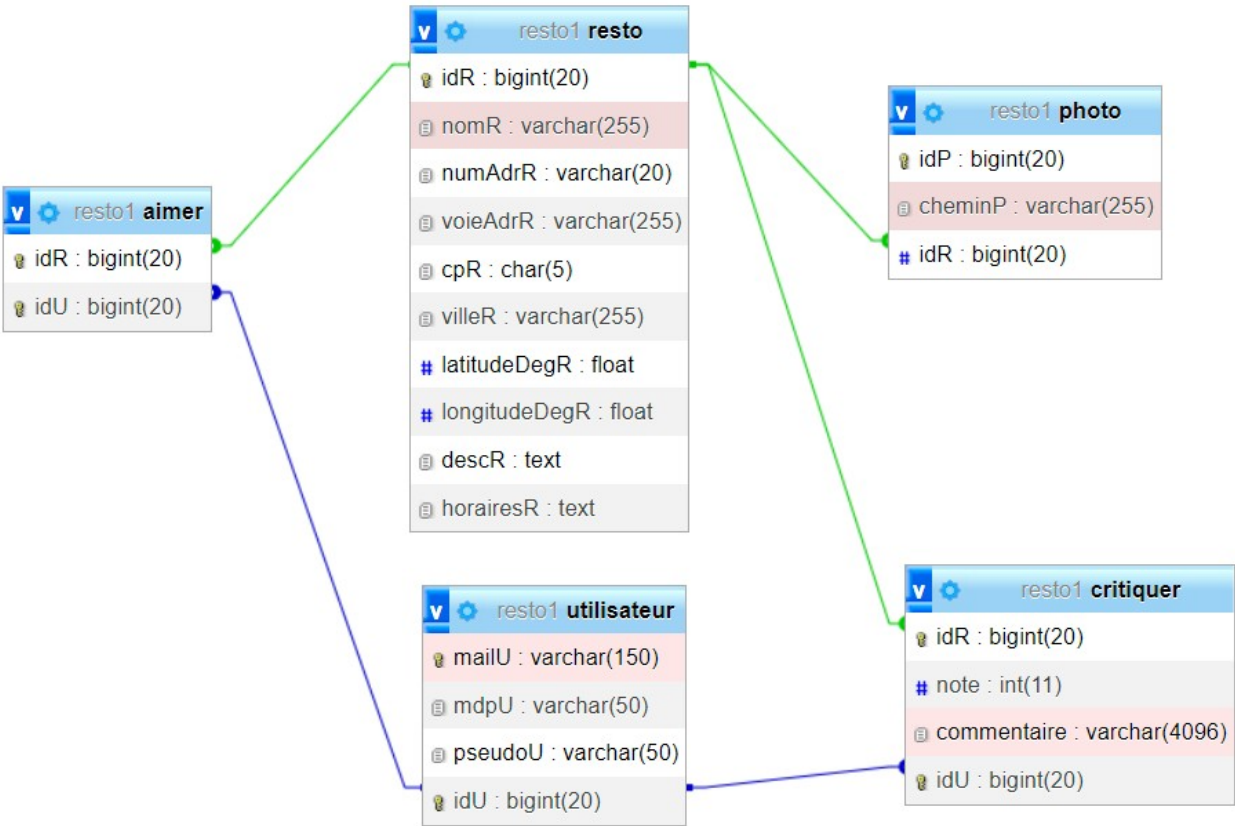 v resto1 resto
idR : bigint(20)
nomR : varchar(255)
numAdrR : varchar(20)
voieAdrR : varchar(255)
cpR : char(5)
villeR : varchar(255)
# latitudeDegR : float
# longitudeDegR : float
descR : text
horairesR : text
v resto1 photo
idP : bigint(20)
cheminP : varchar(255)
# idR : bigint(20)
v resto1 aimer
idR : bigint(20)
idU : bigint(20)
v resto1 utilisateur
mailU : varchar(150)
mdpU : varchar(50)
pseudoU : varchar(50)
idU : bigint(20)
v resto1 critiquer
idR : bigint(20)
# note : int(11)
commentaire : varchar(4096)
idU : bigint(20)